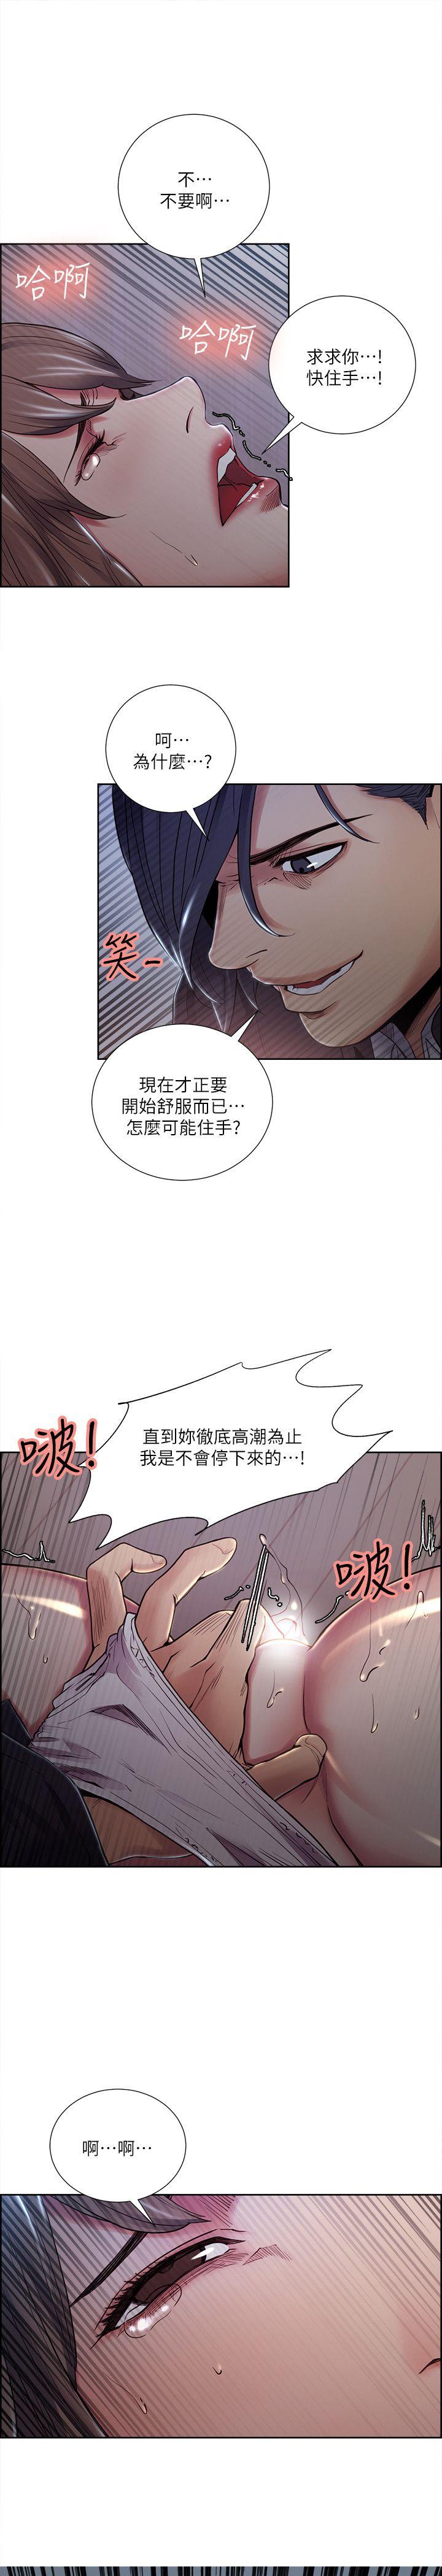 不⋯
不要啊⋯
哈啊
哈啊
求求你⋯!
快住手⋯!
呵⋯
為什麼⋯?
笑-
現在才正要
開始舒服而已⋯
怎麼可能住手?
直到妳徹底高潮為止
我是不會停下來的⋯!
啵!
啵!
啊⋯啊⋯